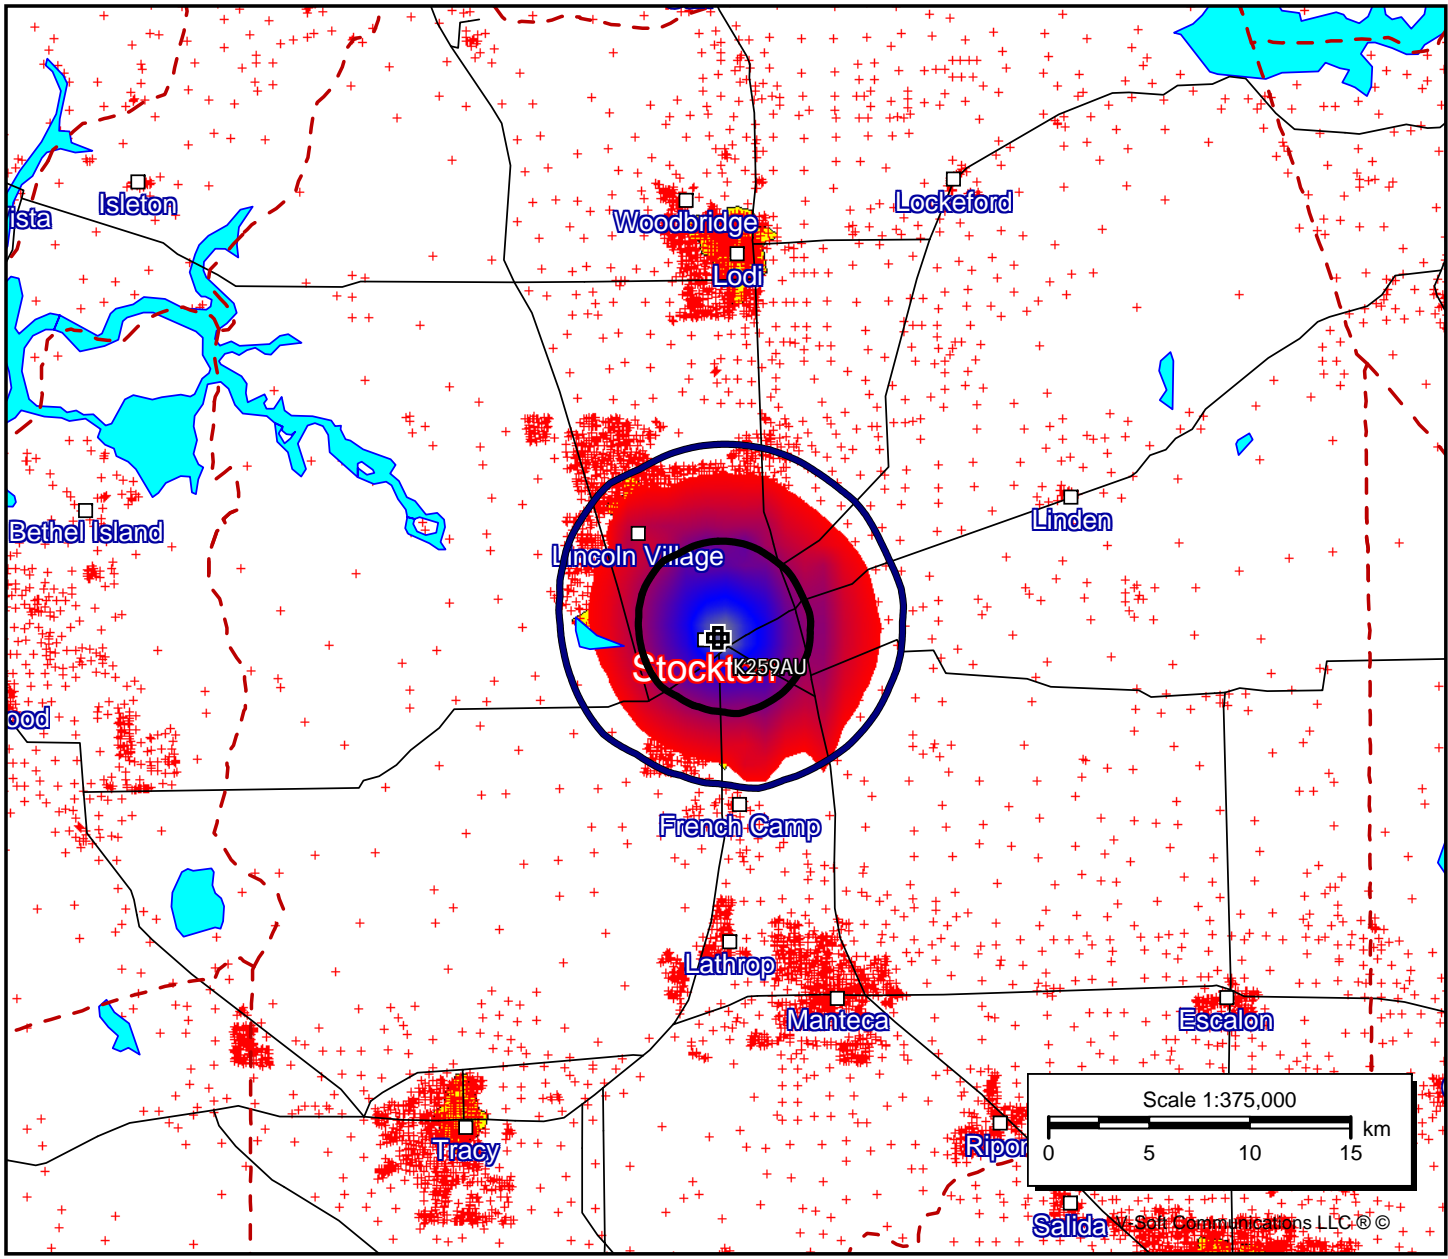 Isleton
ista
Woodbridge
Lodi
Lockeford
Bethel Island
Lincoln Village
Linden
Stockton
K259AU
ood
French Camp
Lathrop
Manteca
Escalon
Tracy
Ripon
Scale 1:375,000
km
0 5 10 15
Salida
V-Soft Communications LLC ® ©